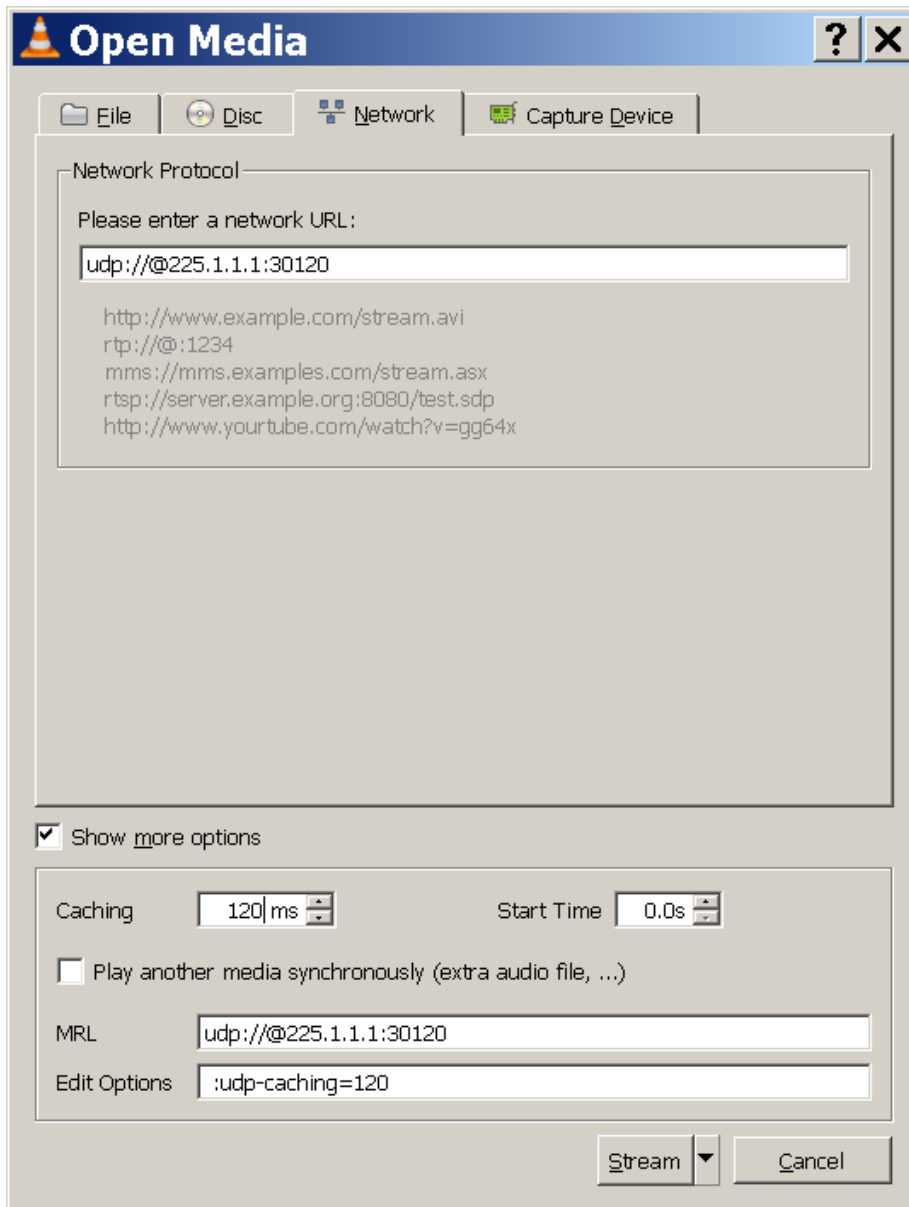 Open Media
File Disc Network Capture Device
Network Protocol
Please enter a network URL:
udp://@225.1.1.1:30120
http://www.example.com/stream.avi
rtp://@:1234
mms://mms.examples.com/stream.asx
rtsp://server.example.org:8080/test.sdp
http://www.yourtube.com/watch?v=gg64x
Show more options
Caching 120 ms Start Time 0.0s
Play another media synchronously (extra audio file, ...)
MRL udp://@225.1.1.1:30120
Edit Options :udp-caching=120
Stream Cancel